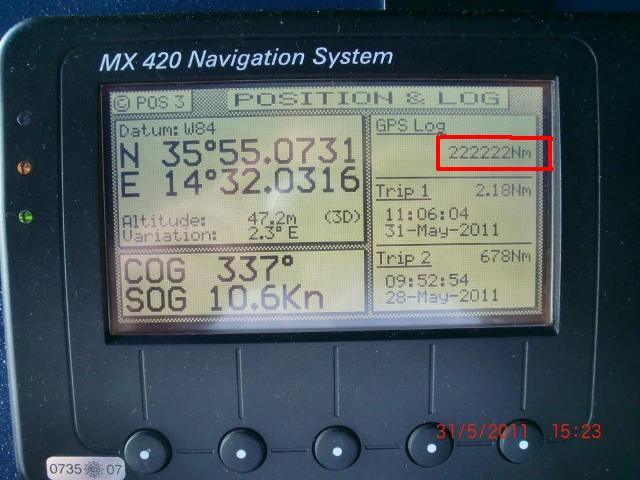 MX 420 Navigation System
© POS 3 POSITION & LOG
Datum: W84
N 35°55.0731
E 14°32.0316
Altitude: 47.2m (3D)
Variation: 2.3° E
COG 337°
SOG 10.6Kn
GPS Log
222222Nm
Trip 1 2.18Nm
11:06:04
31-May-2011
Trip 2 678Nm
09:52:54
28-May-2011
31/5/2011 15:23
0735 07